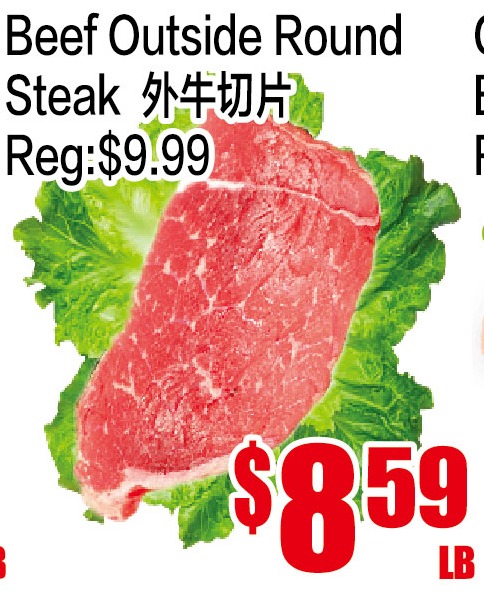 Beef Outside Round
Steak 外牛切片
Reg:$9.99
$8.59
LB